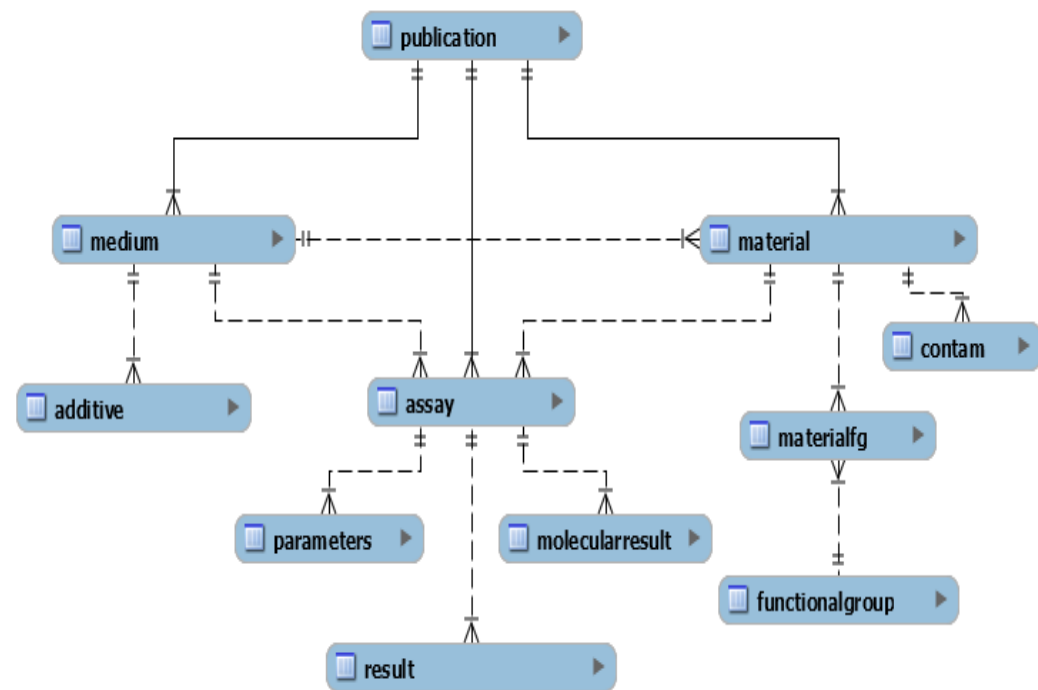 publication
medium
material
contam
additive
assay
materialfg
parameters
molecularresult
functionalgroup
result